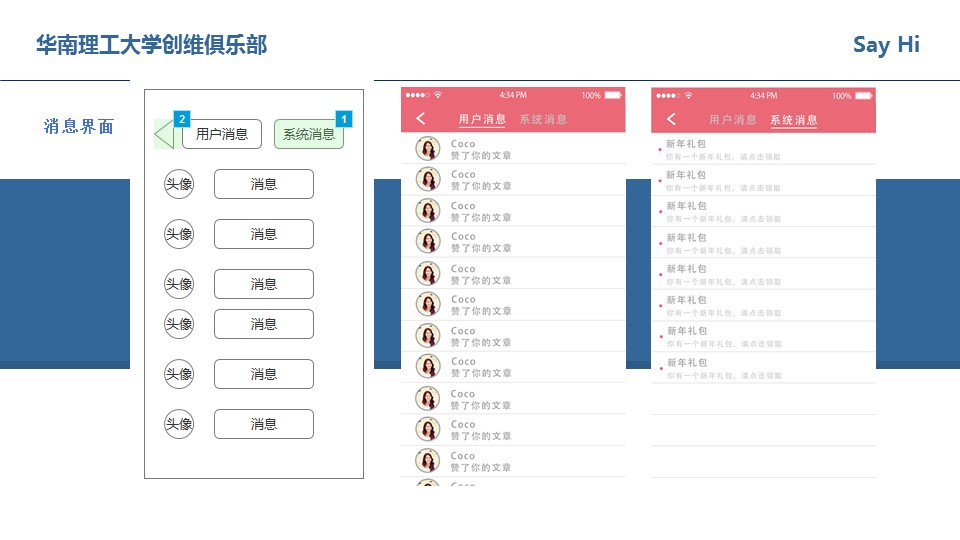 华南理工大学创维俱乐部
Say Hi
消息界面
2
用户消息
系统消息
1
头像
消息
头像
消息
头像
消息
头像
消息
头像
消息
头像
消息
4:34 PM
100%
用户消息 系统消息
Coco
赞了你的文章
Coco
赞了你的文章
Coco
赞了你的文章
Coco
赞了你的文章
Coco
赞了你的文章
Coco
赞了你的文章
Coco
赞了你的文章
Coco
赞了你的文章
Coco
赞了你的文章
Coco
赞了你的文章
Coco
赞了你的文章
Coco
4:34 PM
100%
用户消息 系统消息
新年礼包
你有一个新年礼包，请点击领取
新年礼包
你有一个新年礼包，请点击领取
新年礼包
你有一个新年礼包，请点击领取
新年礼包
你有一个新年礼包，请点击领取
新年礼包
你有一个新年礼包，请点击领取
新年礼包
你有一个新年礼包，请点击领取
新年礼包
你有一个新年礼包，请点击领取
新年礼包
你有一个新年礼包，请点击领取